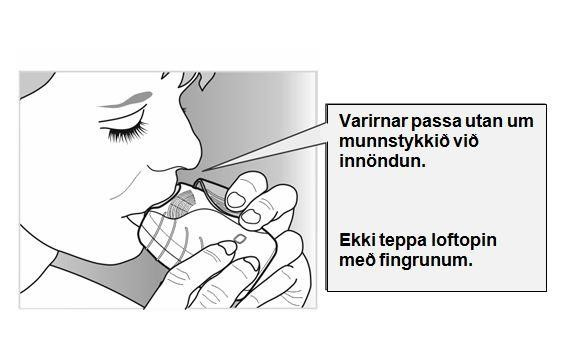 Varirnar passa utan um
munnstykkið við
innöndun.
Ekki teppa loftopin
með fingrunum.